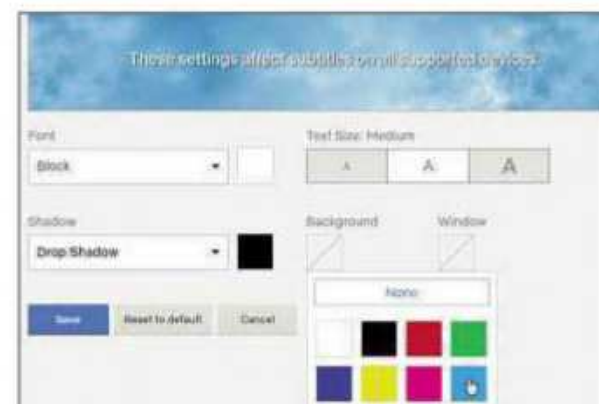 These settings affect subtitles on all supported devices.
Font
Text Size: Medium
Block
A
A
A
Shadow
Background
Window
Drop Shadow
None
Save
Reset to default
Cancel